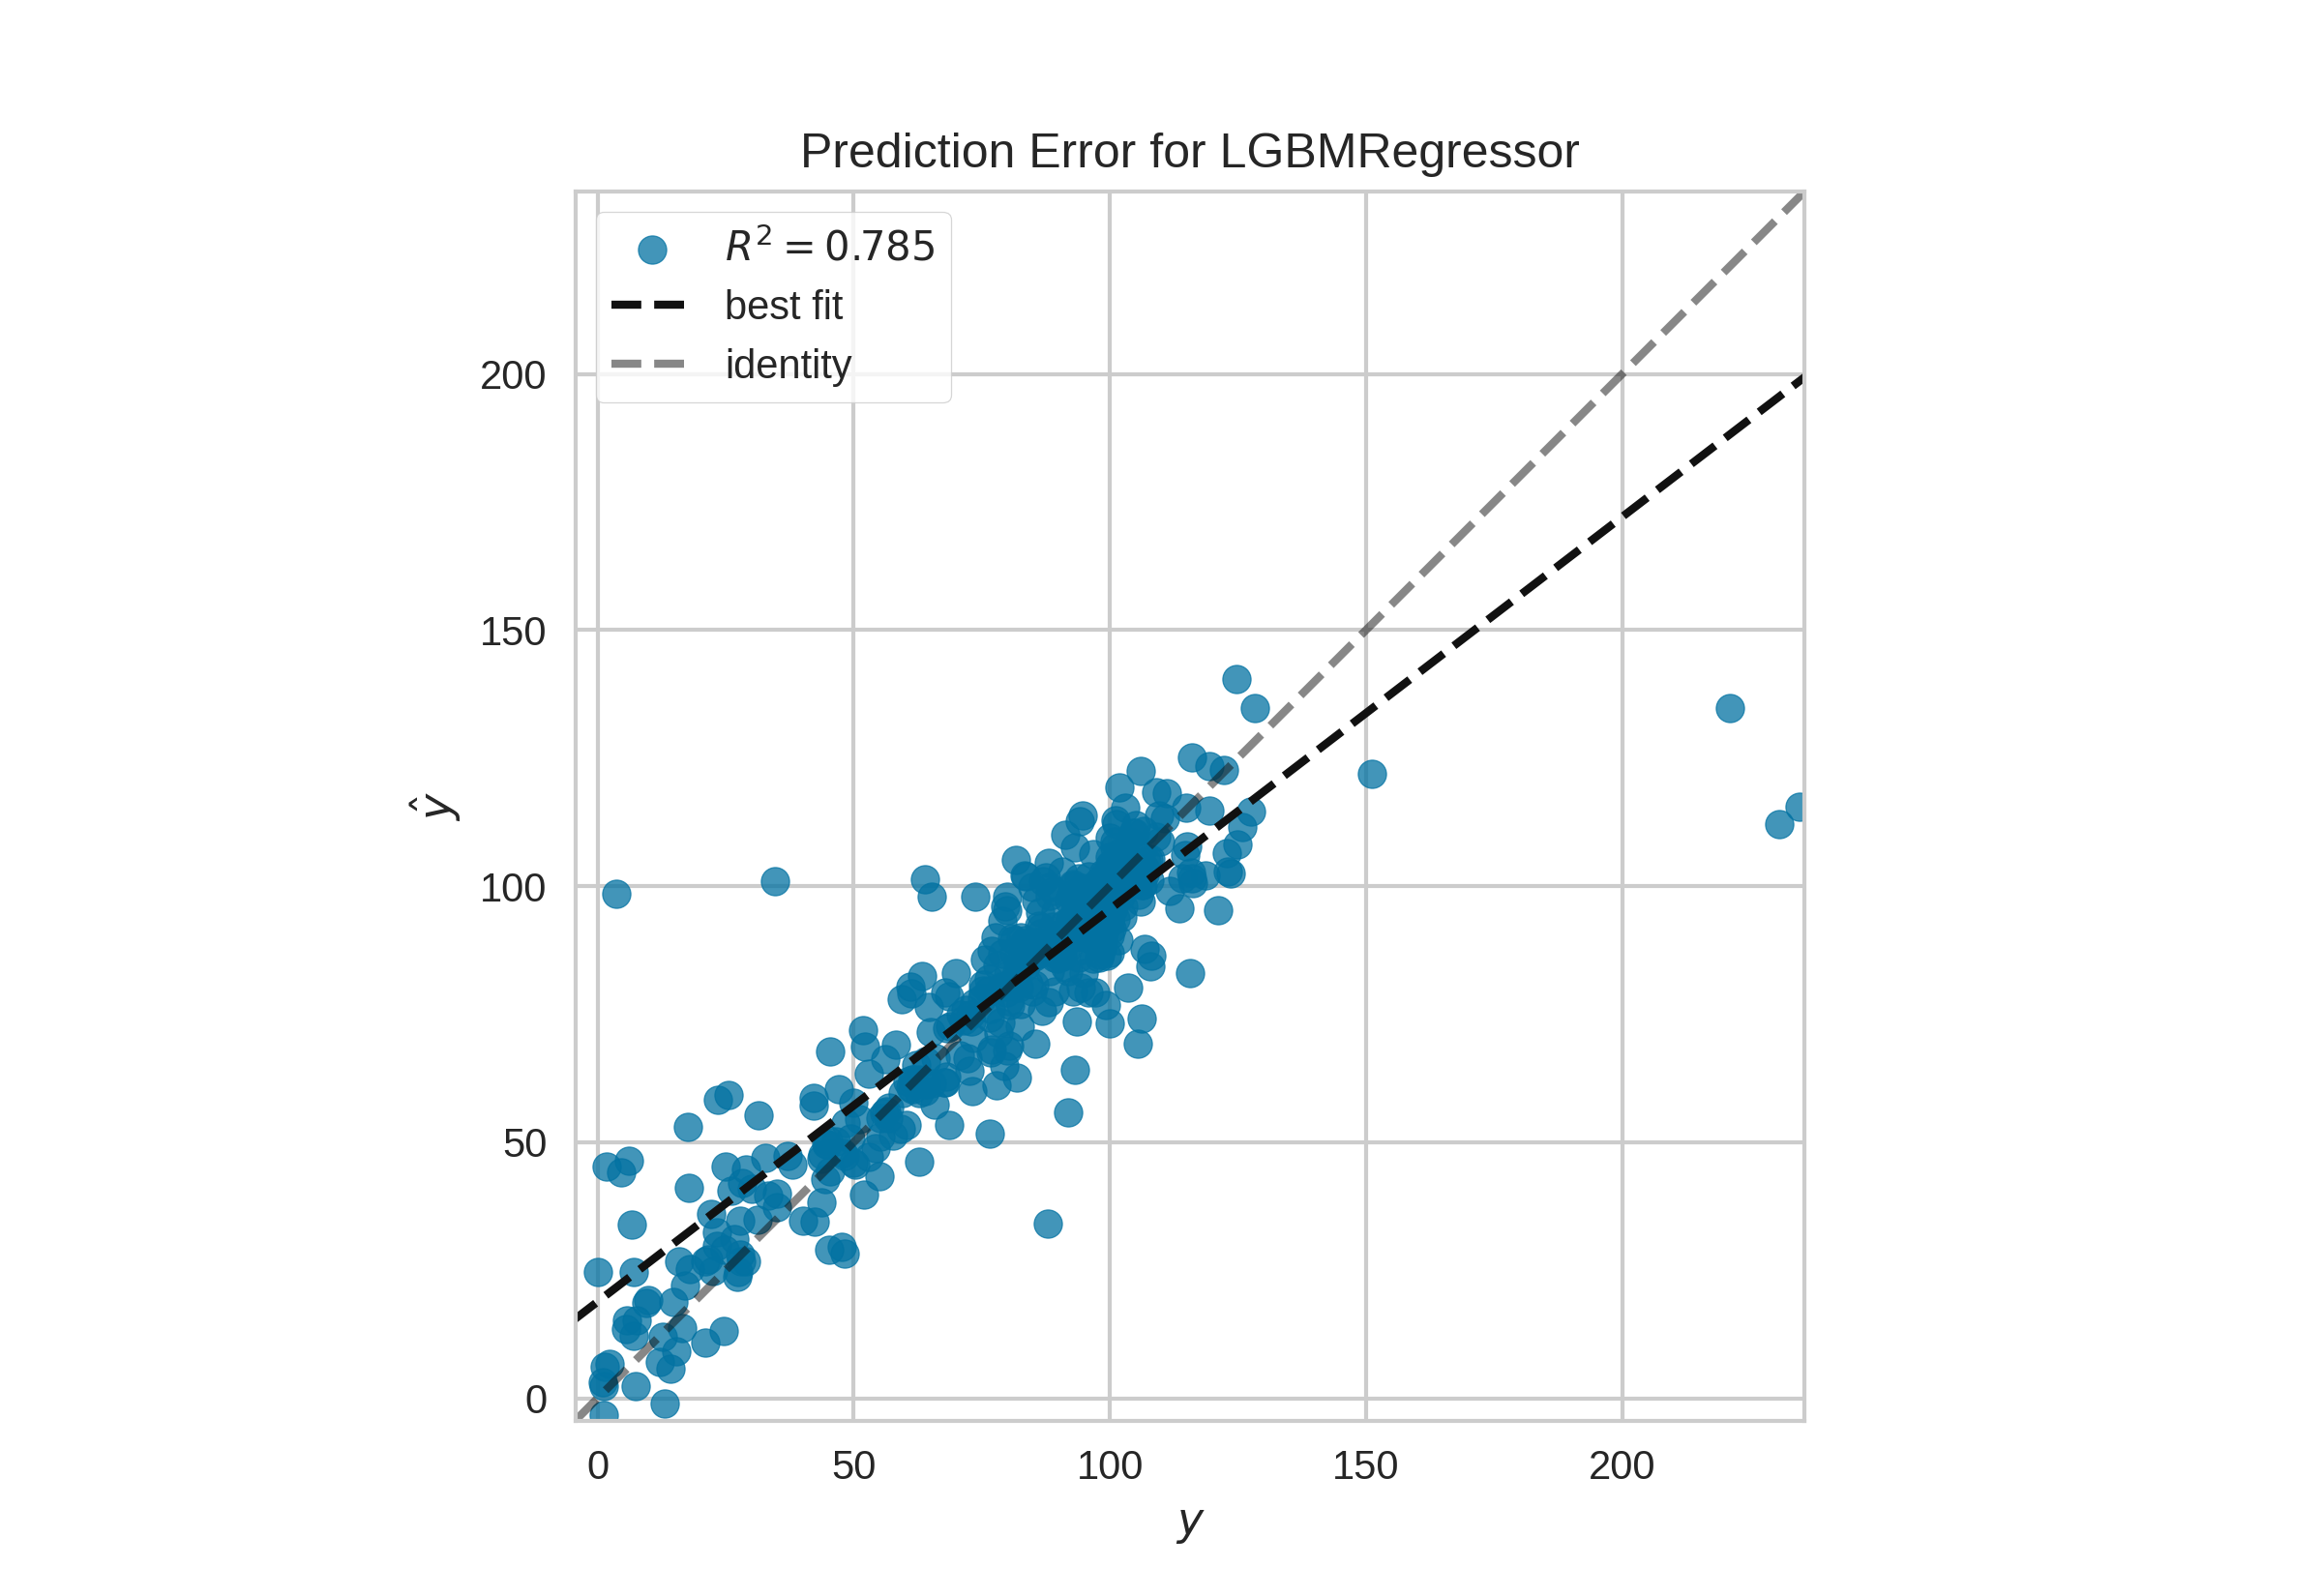 Prediction Error for LGBMRegressor
R² = 0.785
best fit
identity
200
150
100
50
0
ŷ
0 50 100 150 200
y